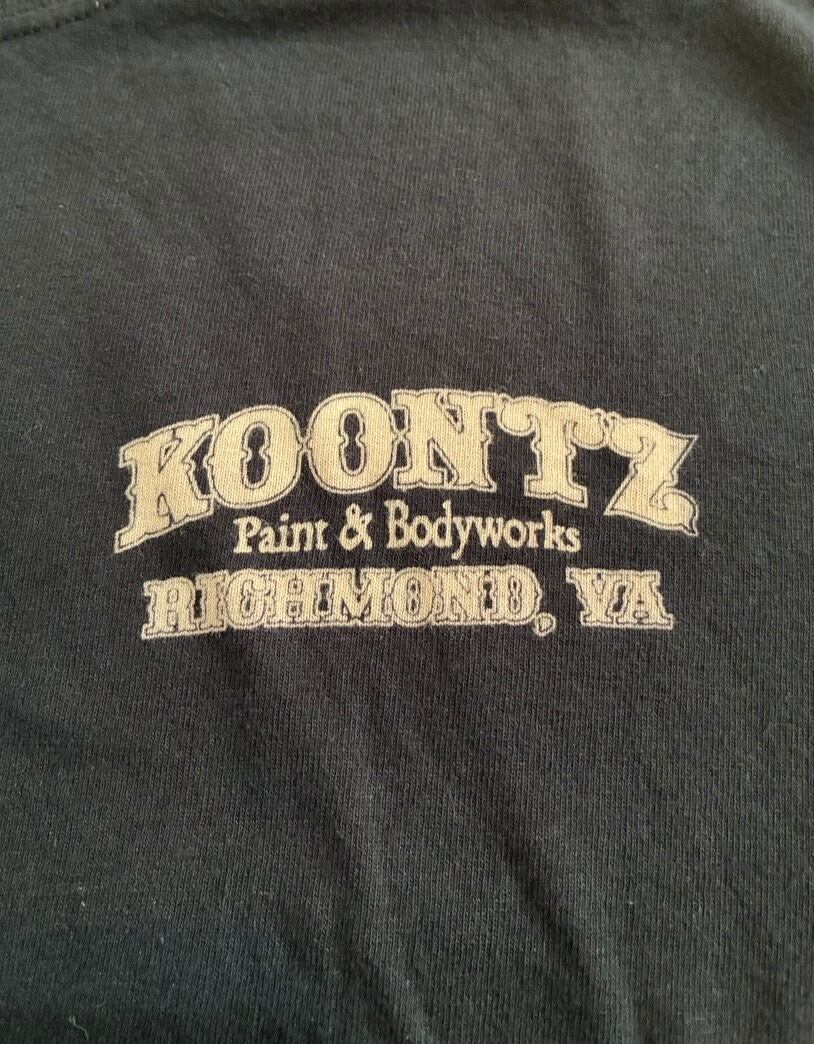 KOONTZ
Paint & Bodyworks
RICHMOND, VA